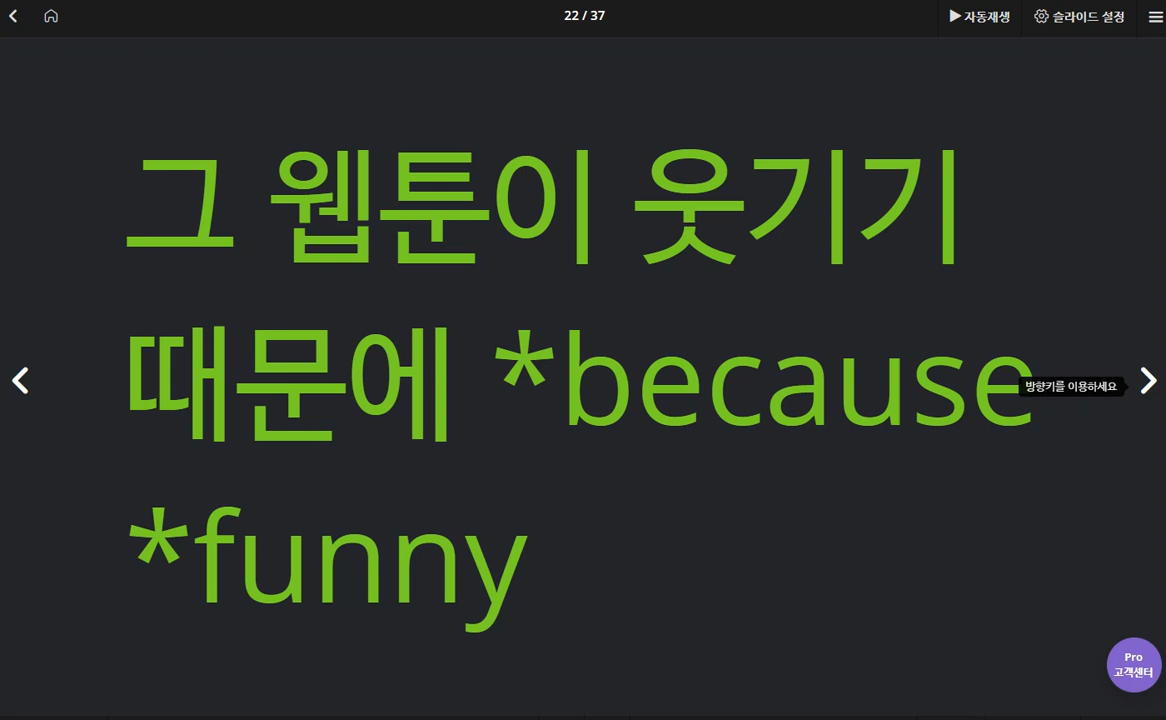 22 / 37
자동재생
슬라이드 설정
그 웹툰이 웃기기
때문에 *because
*funny
방향키를 이용하세요
Pro
고객센터